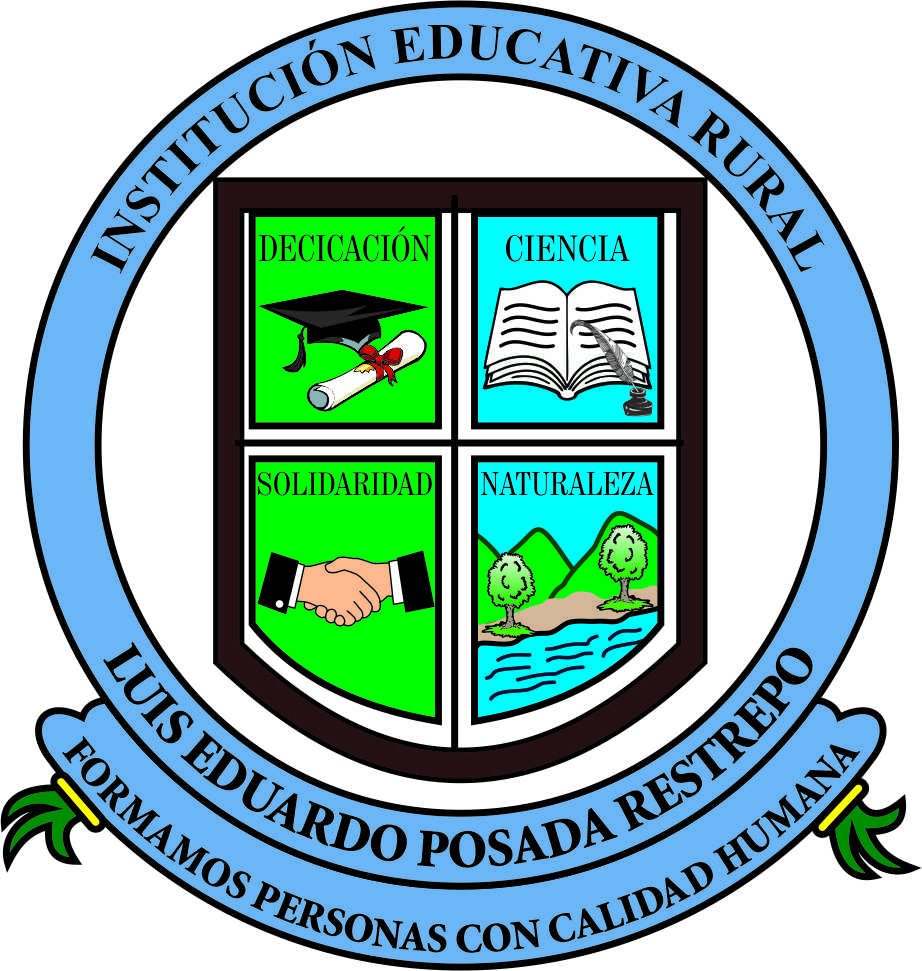 INSTITUCIÓN EDUCATIVA RURAL
DECICACIÓN
CIENCIA
SOLIDARIDAD
NATURALEZA
LUIS EDUARDO POSADA RESTREPO
FORMAMOS PERSONAS CON CALIDAD HUMANA